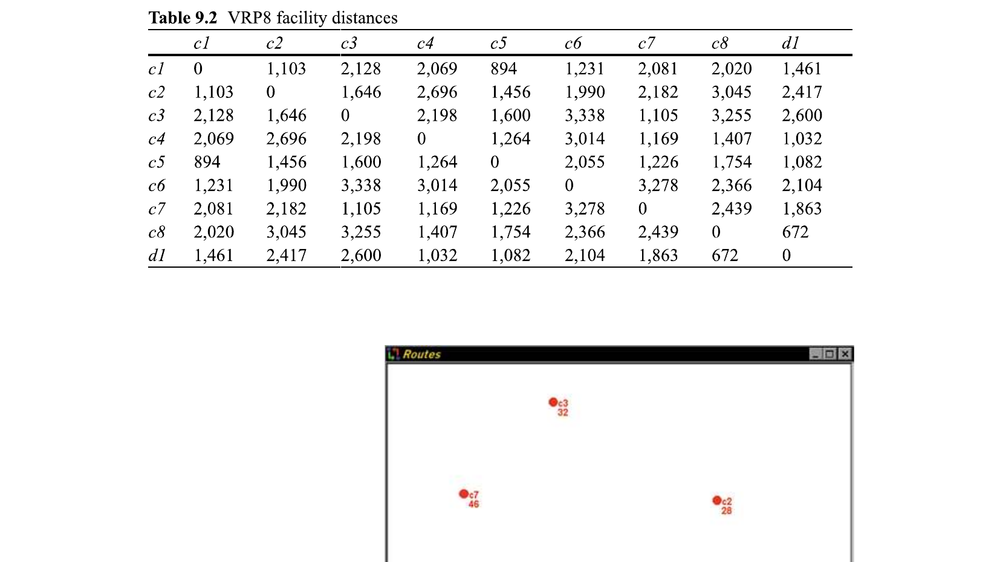 Table 9.2 VRP8 facility distances
c1 c2 c3 c4 c5 c6 c7 c8 d1
c1 0 1,103 2,128 2,069 894 1,231 2,081 2,020 1,461
c2 1,103 0 1,646 2,696 1,456 1,990 2,182 3,045 2,417
c3 2,128 1,646 0 2,198 1,600 3,338 1,105 3,255 2,600
c4 2,069 2,696 2,198 0 1,264 3,014 1,169 1,407 1,032
c5 894 1,456 1,600 1,264 0 2,055 1,226 1,754 1,082
c6 1,231 1,990 3,338 3,014 2,055 0 3,278 2,366 2,104
c7 2,081 2,182 1,105 1,169 1,226 3,278 0 2,439 1,863
c8 2,020 3,045 3,255 1,407 1,754 2,366 2,439 0 672
d1 1,461 2,417 2,600 1,032 1,082 2,104 1,863 672 0
Routes
c3
32
c7
46
c2
28